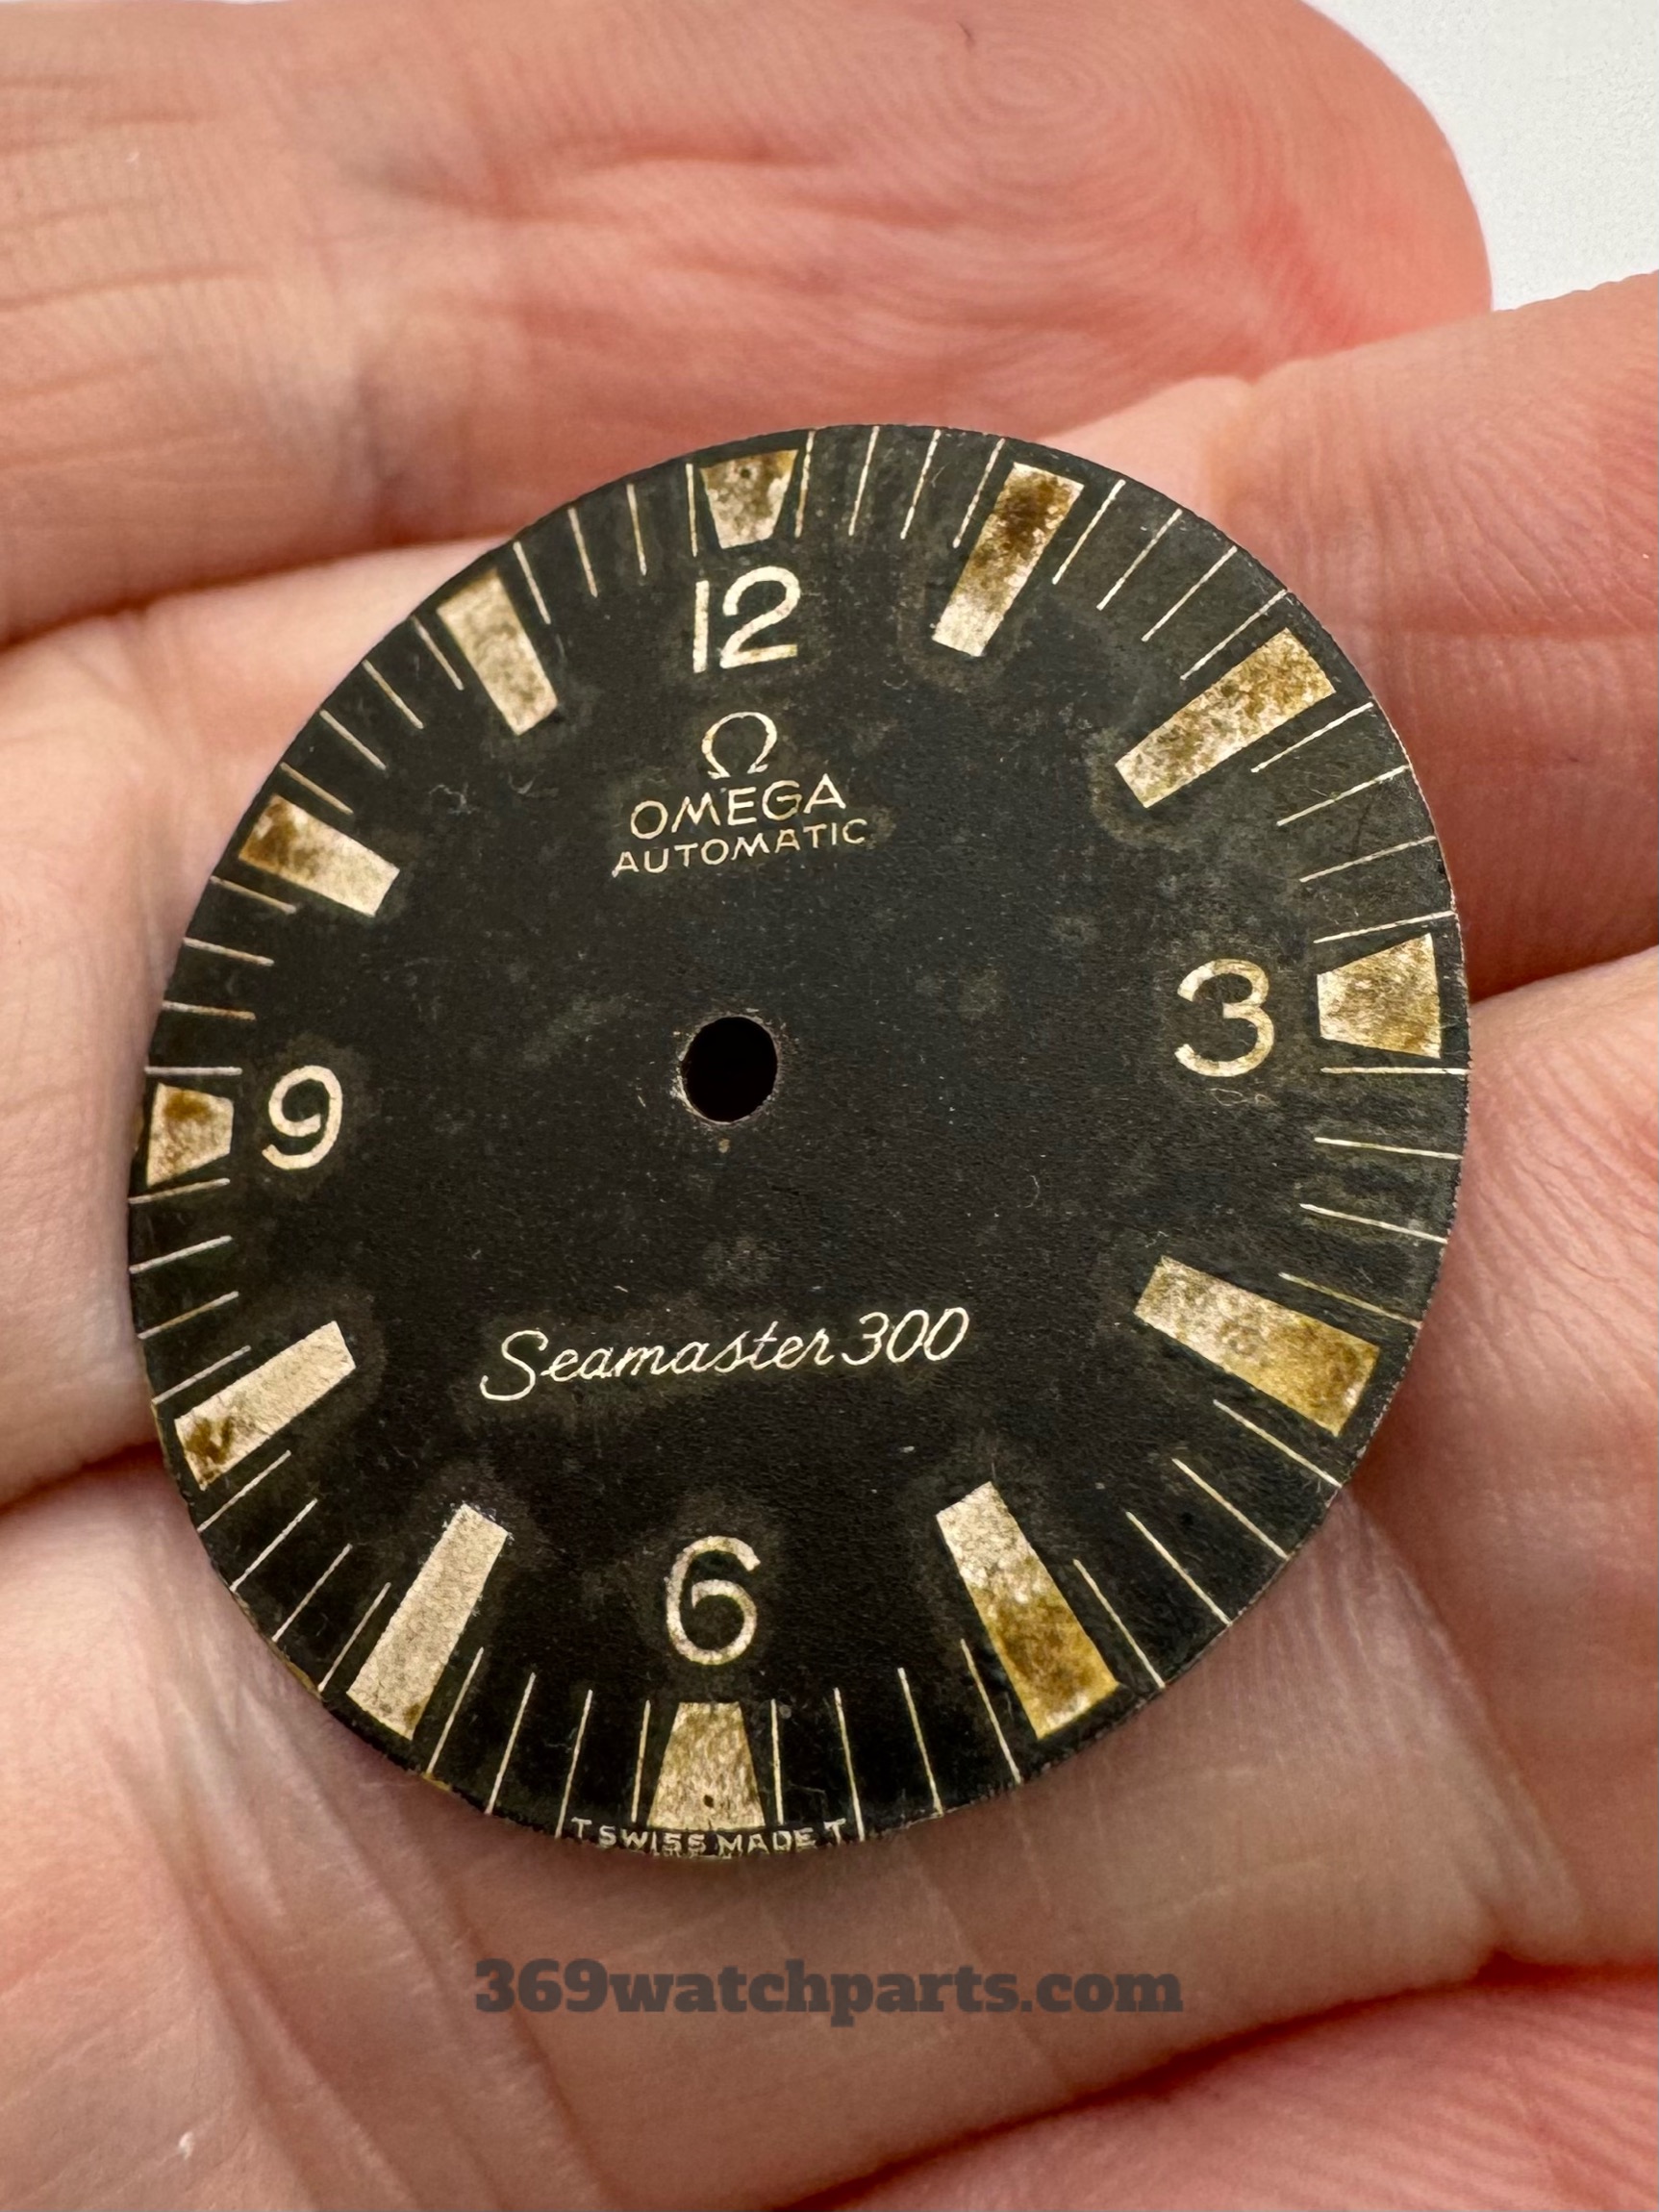 12
Ω
OMEGA
AUTOMATIC
9 3
Seamaster 300
6
T SWISS MADE T
369watchparts.com